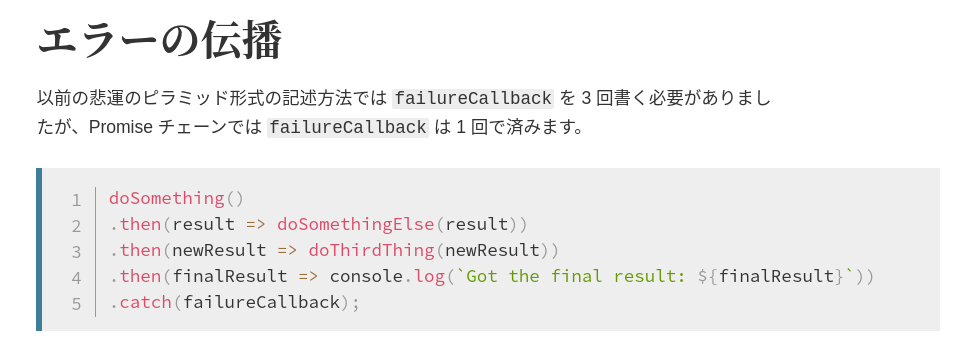 エラーの伝播
以前の悲運のピラミッド形式の記述方法では failureCallback を 3 回書く必要がありまし
たが、Promise チェーンでは failureCallback は 1 回で済みます。
1 doSomething()
2 .then(result => doSomethingElse(result))
3 .then(newResult => doThirdThing(newResult))
4 .then(finalResult => console.log(`Got the final result: ${finalResult}`))
5 .catch(failureCallback);